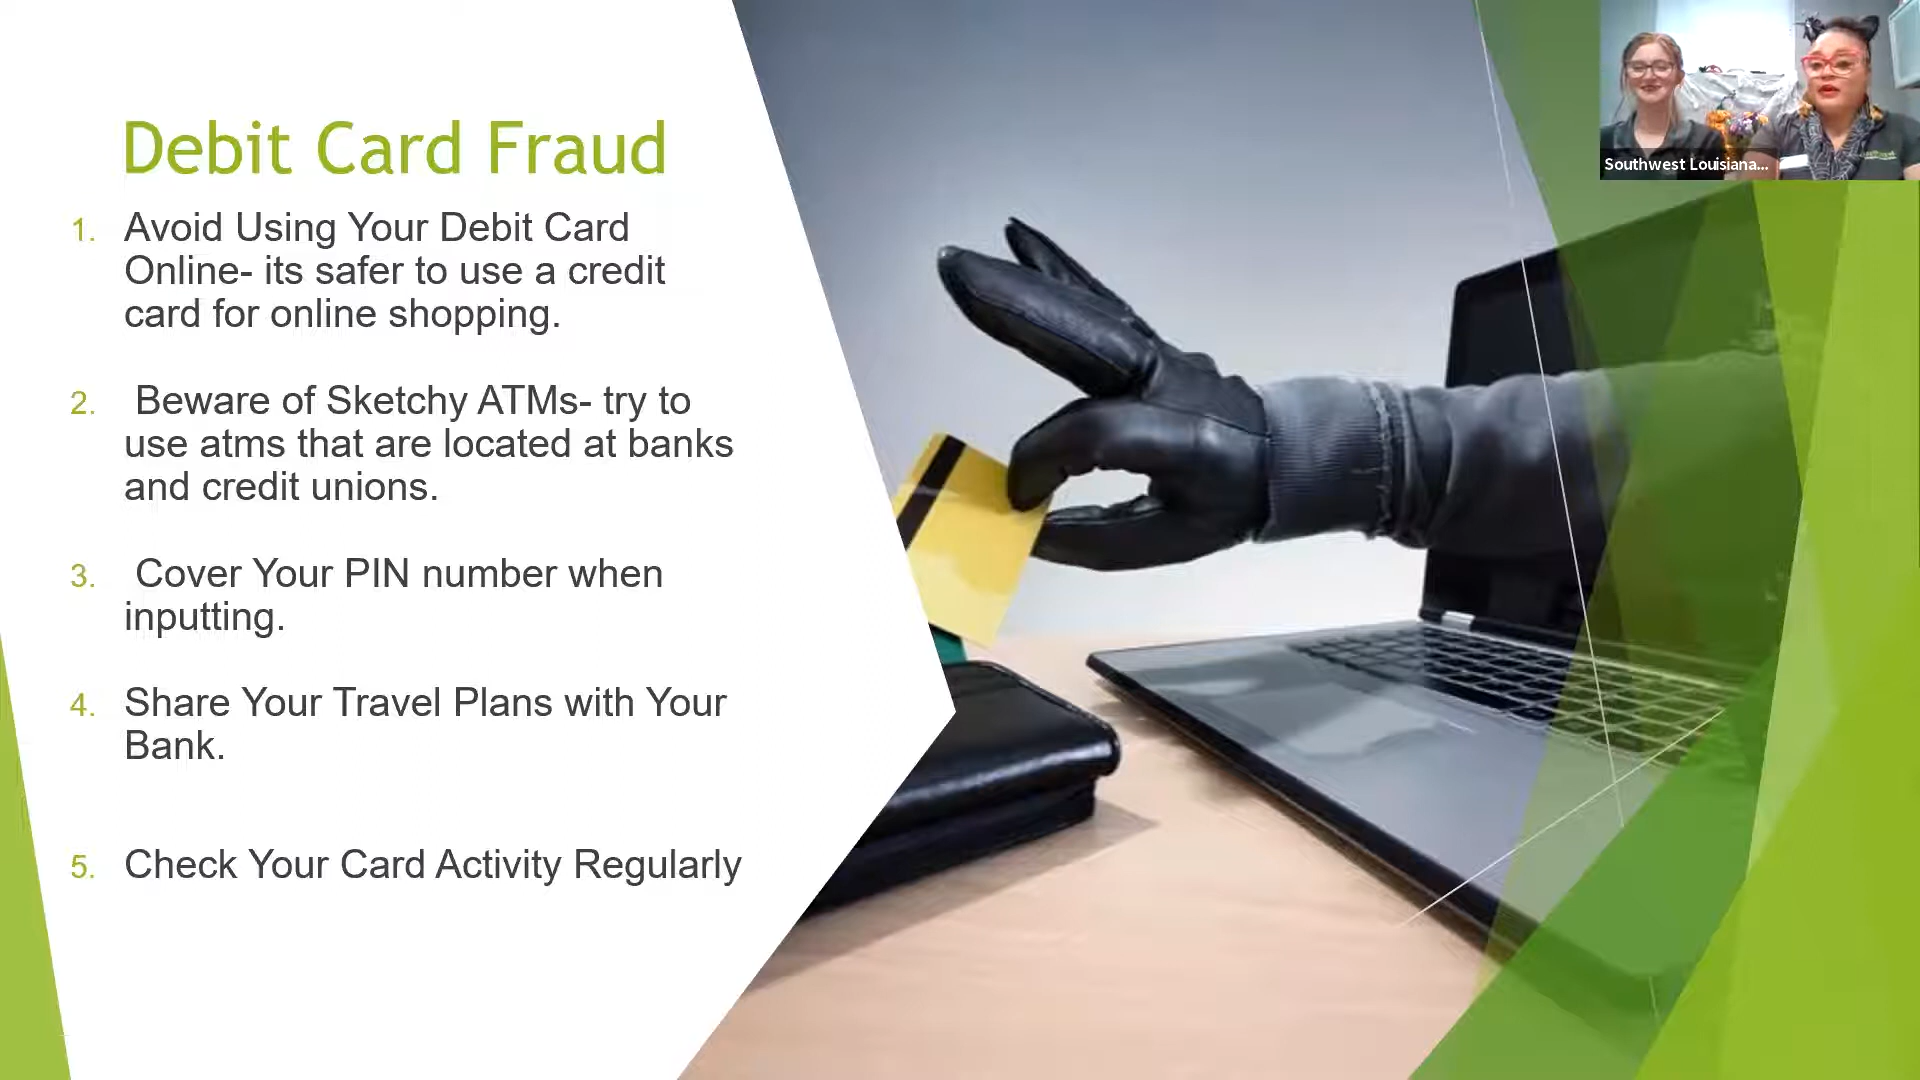 Debit Card Fraud
1. Avoid Using Your Debit Card
Online- its safer to use a credit
card for online shopping.
2. Beware of Sketchy ATMs- try to
use atms that are located at banks
and credit unions.
3. Cover Your PIN number when
inputting.
4. Share Your Travel Plans with Your
Bank.
5. Check Your Card Activity Regularly
Southwest Louisiana...